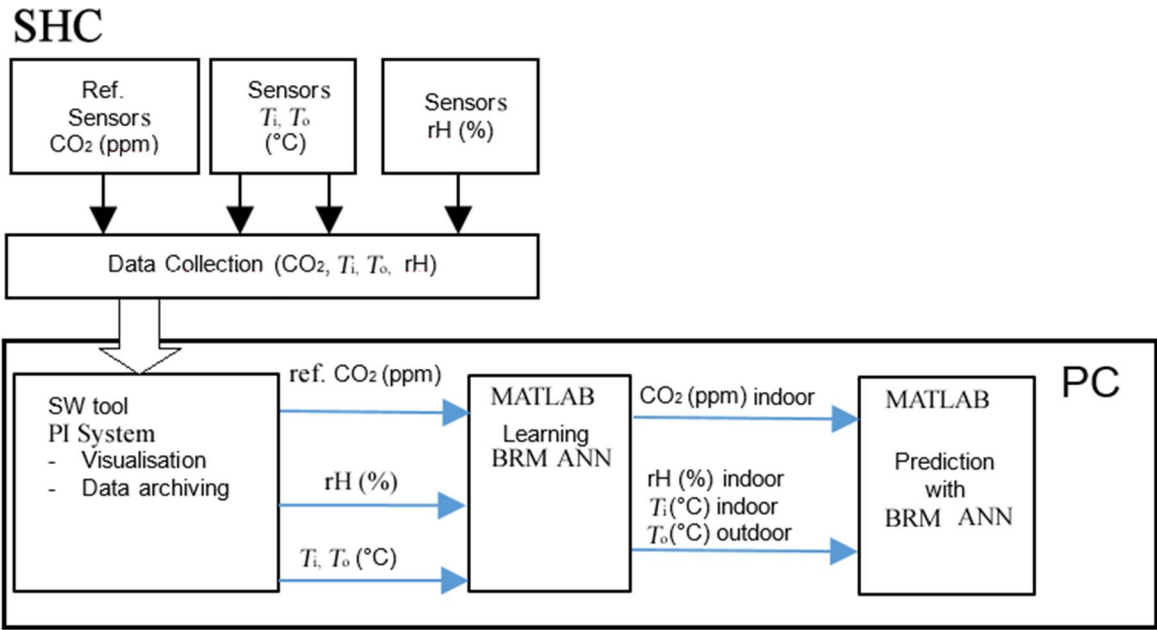 SHC
Ref.
Sensors
CO₂ (ppm)
Sensors
Ti, To
(°C)
Sensors
rH (%)
Data Collection (CO₂, Ti, To, rH)
PC
SW tool
PI System
- Visualisation
- Data archiving
ref. CO₂ (ppm)
rH (%)
Ti, To (°C)
MATLAB
Learning
BRM ANN
CO₂ (ppm) indoor
rH (%) indoor
Ti(°C) indoor
To(°C) outdoor
MATLAB
Prediction
with
BRM ANN